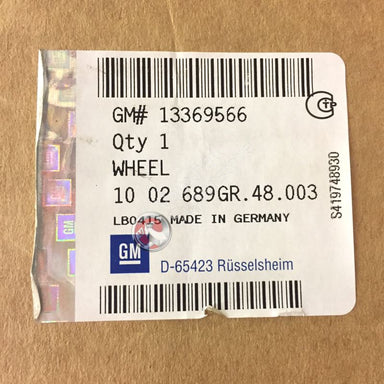 GM# 13369566
Qty 1
WHEEL
10 02 689GR.48.003
LB0415 MADE IN GERMANY
GM
D-65423 Rüsselsheim
S419748930